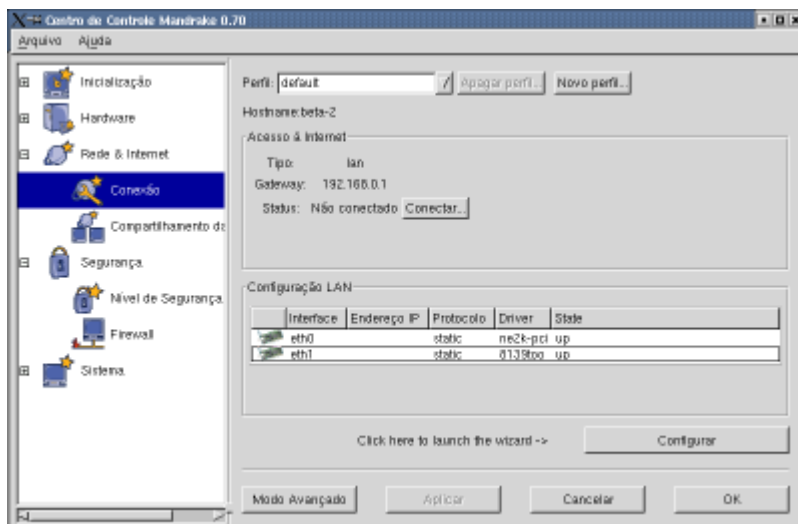 Centro de Controle Mandrake 0.70
Arquivo Ajuda
Inicialização
Hardware
Rede & Internet
Conexão
Compartilhamento da
Segurança
Nível de Segurança
Firewall
Sistema
Perfil: default Apagar perfil... Novo perfil...
Hostname:beta-2
Acesso à Internet
Tipo: lan
Gateway: 192.168.0.1
Status: Não conectado Conectar...
Configuração LAN
Interface Endereço IP Protocolo Driver State
eth0 static ne2k-pci up
eth1 static 8139too up
Click here to launch the wizard -> Configurar
Modo Avançado Aplicar Cancelar OK